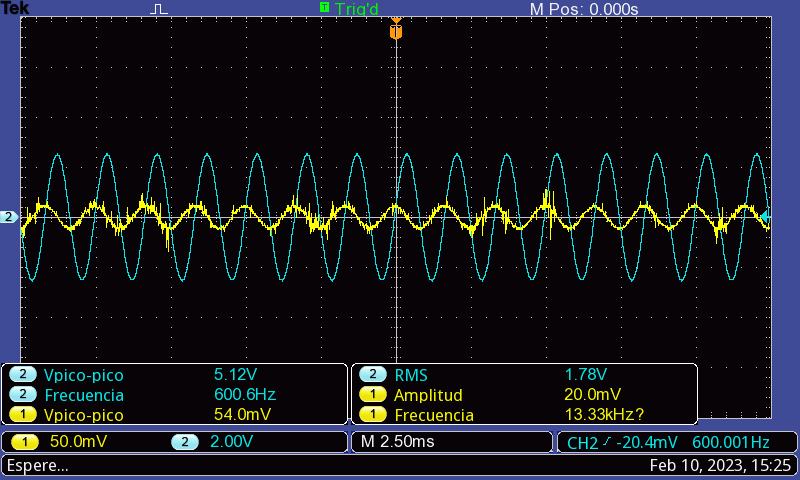 Tek T Trig'd M Pos: 0.000s
T
2
2 Vpico-pico 5.12V 2 RMS 1.78V
2 Frecuencia 600.6Hz 1 Amplitud 20.0mV
1 Vpico-pico 54.0mV 1 Frecuencia 13.33kHz?
1 50.0mV 2 2.00V M 2.50ms CH2 -20.4mV 600.001Hz
Espere... Feb 10, 2023, 15:25